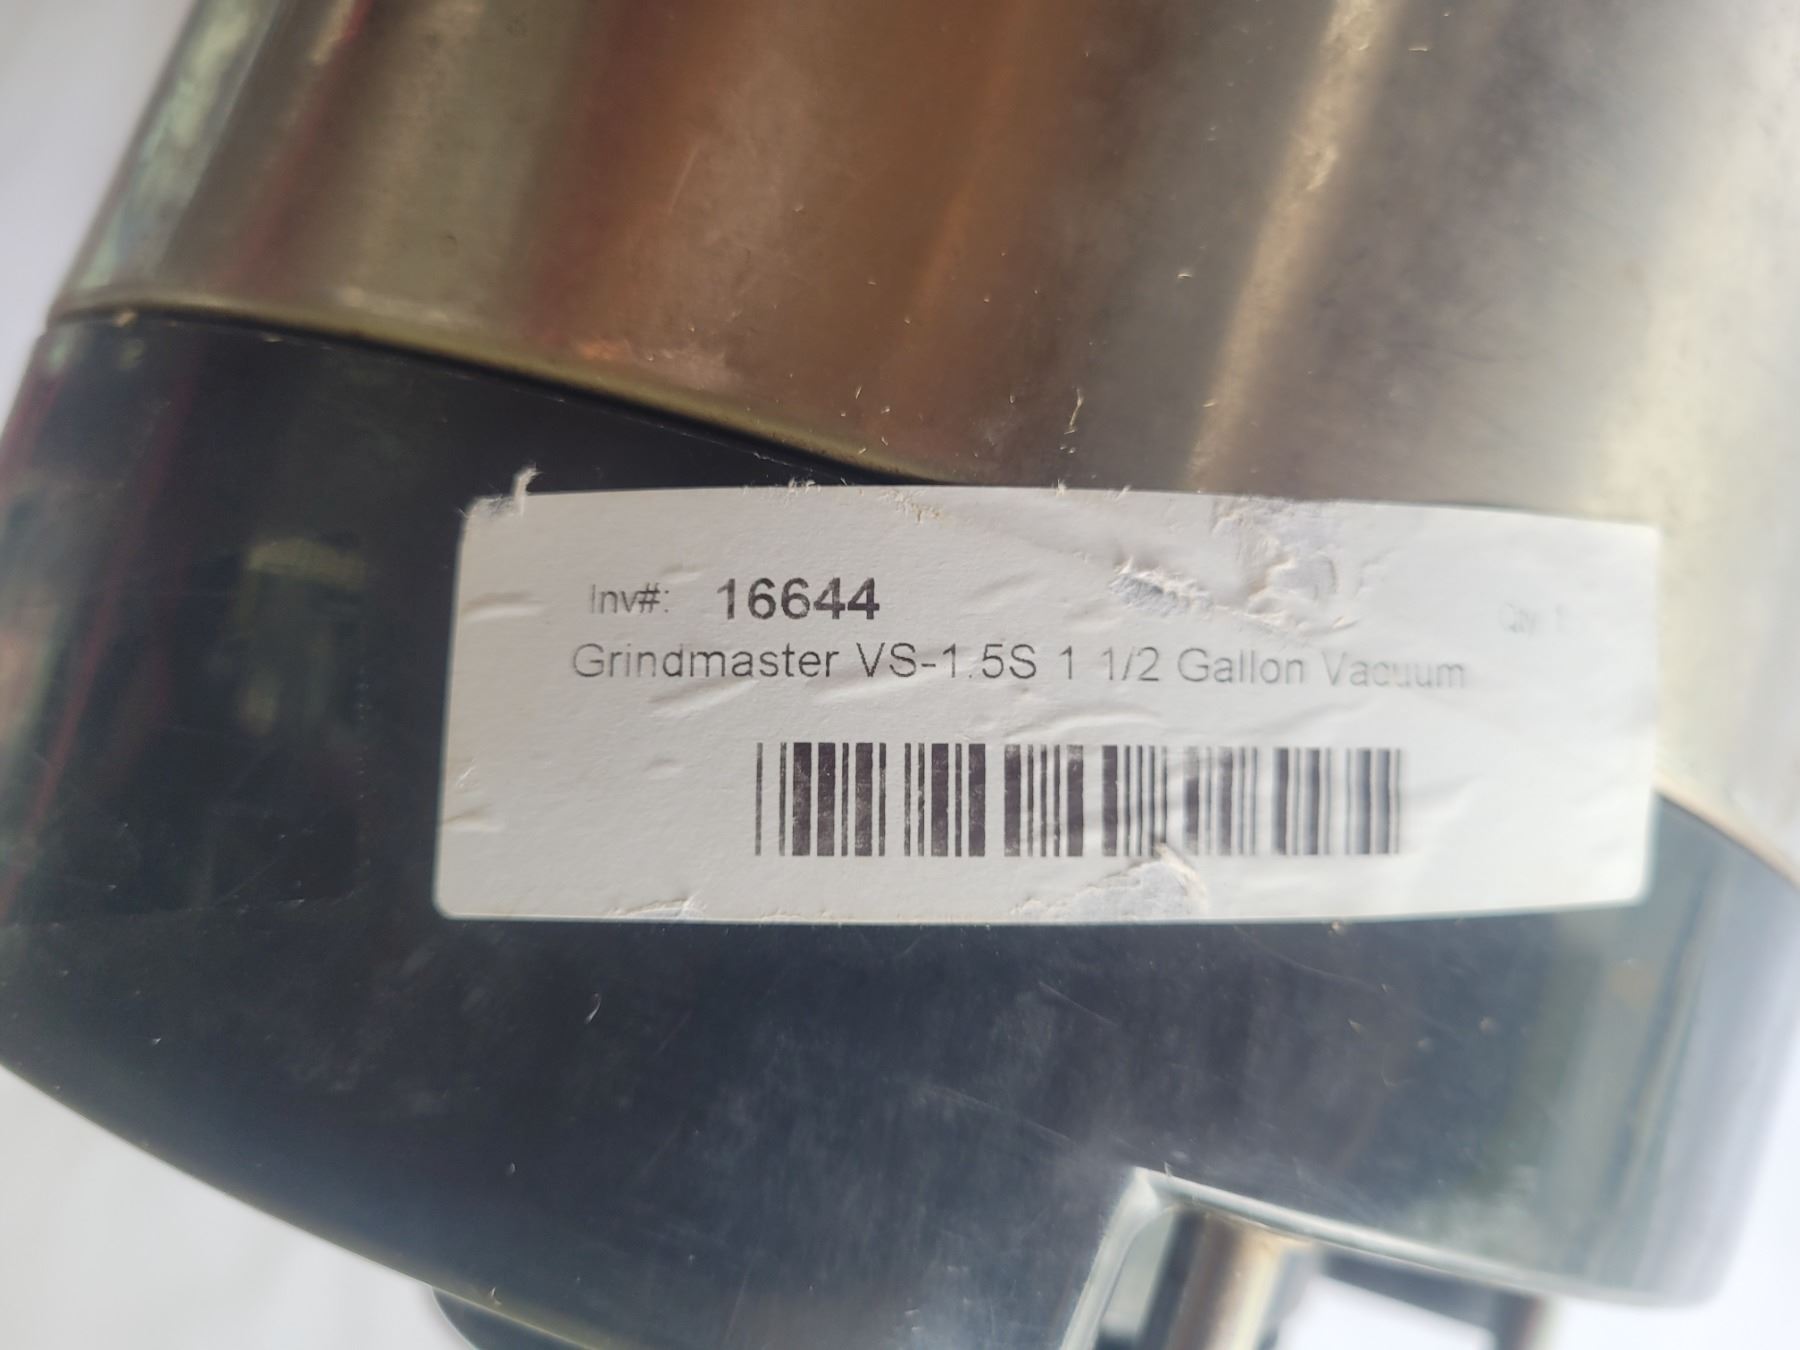 Inv#: 16644
Grindmaster VS-1.5S 1 1/2 Gallon Vacuum